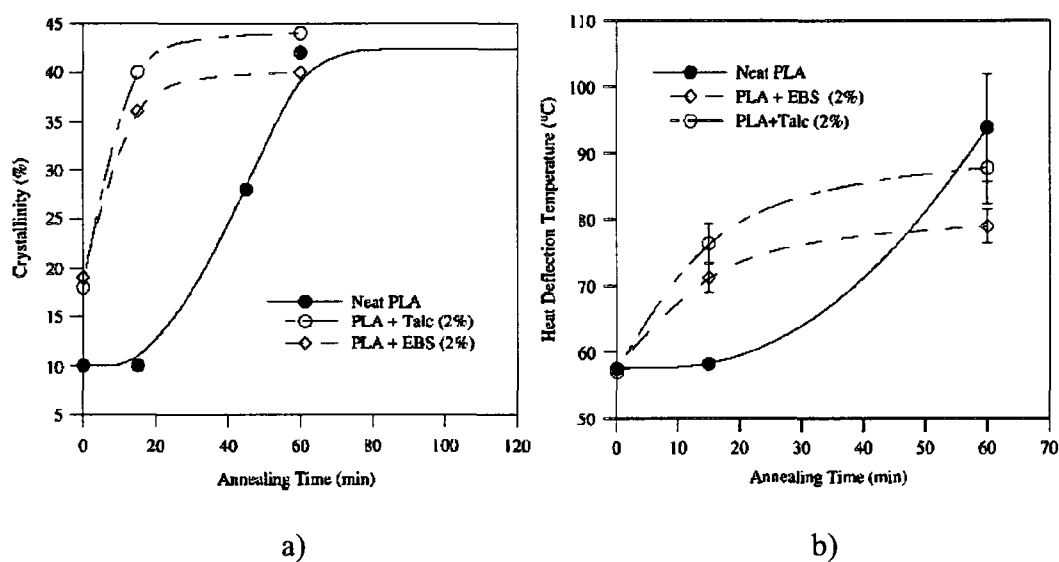 45
40
35
30
25
20
15
10
5
Crystallinity (%)
Neat PLA
PLA + Talc (2%)
PLA + EBS (2%)
0 20 40 60 80 100 120
Annealing Time (min)
a)
110
100
90
80
70
60
50
Heat Deflection Temperature (°C)
Neat PLA
PLA + EBS (2%)
PLA+Talc (2%)
0 10 20 30 40 50 60 70
Annealing Time (min)
b)